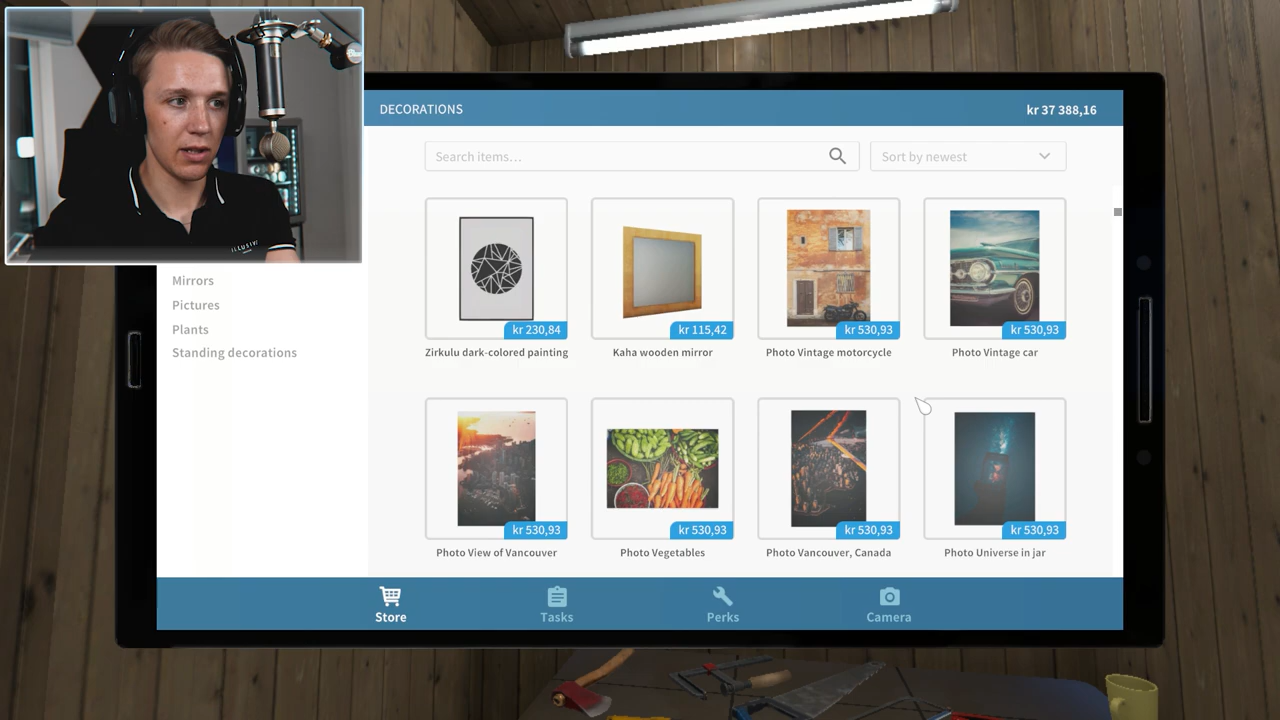 DECORATIONS
kr 37 388,16
Search items...
Sort by newest
Mirrors
Pictures
Plants
Standing decorations
kr 230,84
kr 115,42
kr 530,93
kr 530,93
Zirkulu dark-colored painting
Kaha wooden mirror
Photo Vintage motorcycle
Photo Vintage car
kr 530,93
kr 530,93
kr 530,93
kr 530,93
Photo View of Vancouver
Photo Vegetables
Photo Vancouver, Canada
Photo Universe in jar
Store
Tasks
Perks
Camera
ILLUSIVE